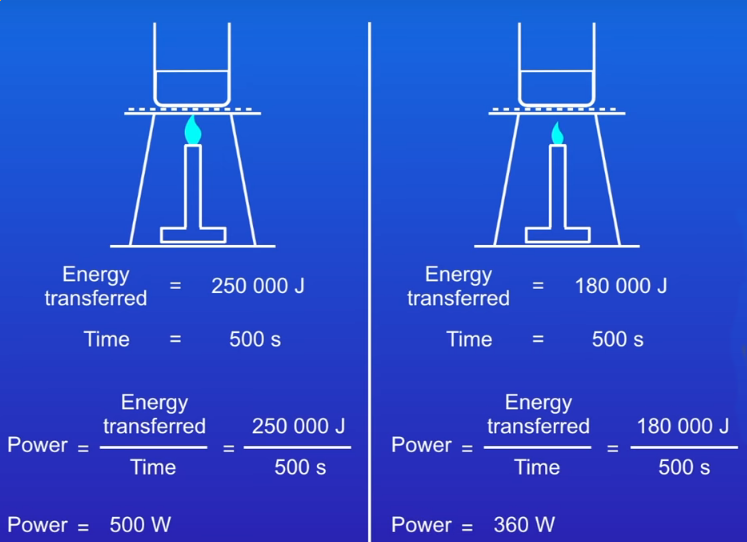 Energy
transferred = 250 000 J
Time = 500 s
Power = Energy transferred / Time = 250 000 J / 500 s
Power = 500 W
Energy
transferred = 180 000 J
Time = 500 s
Power = Energy transferred / Time = 180 000 J / 500 s
Power = 360 W